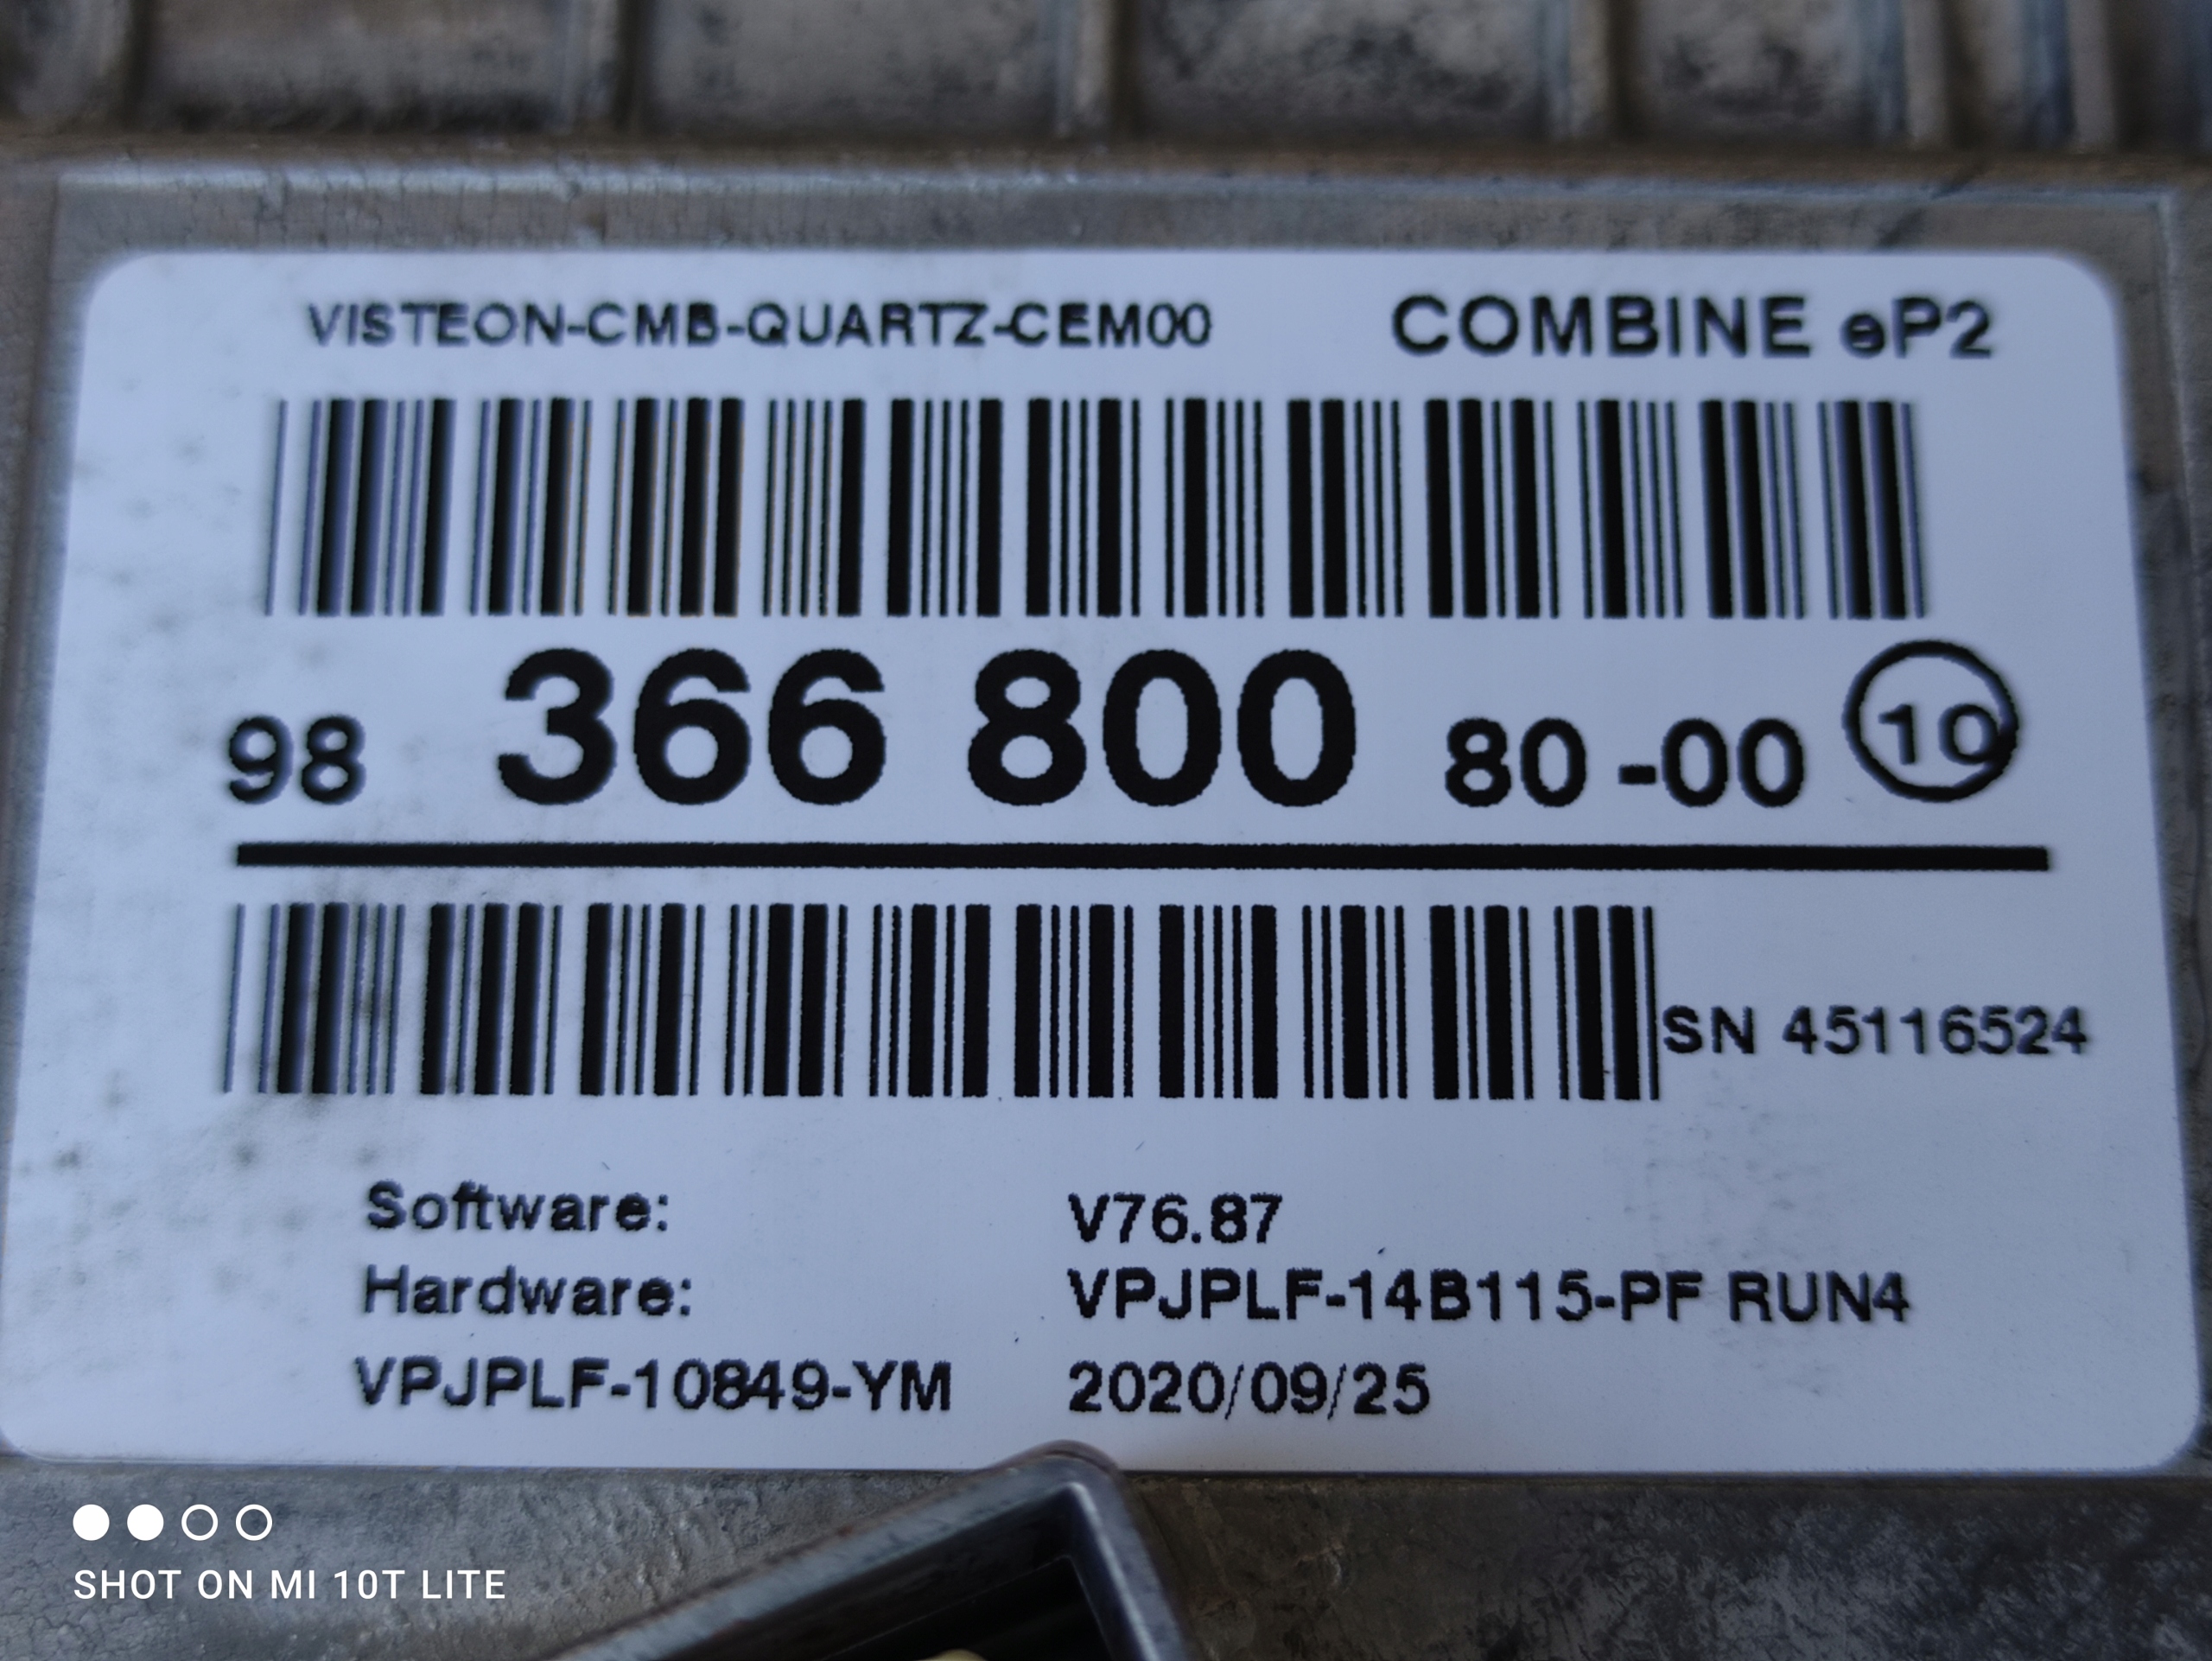 VISTEON-CMB-QUARTZ-CEM00 COMBINE eP2
98 366 800 80 -00 10
SN 45116524
Software: V76.87
Hardware: VPJPLF-14B115-PF RUN4
VPJPLF-10849-YM 2020/09/25
SHOT ON MI 10T LITE